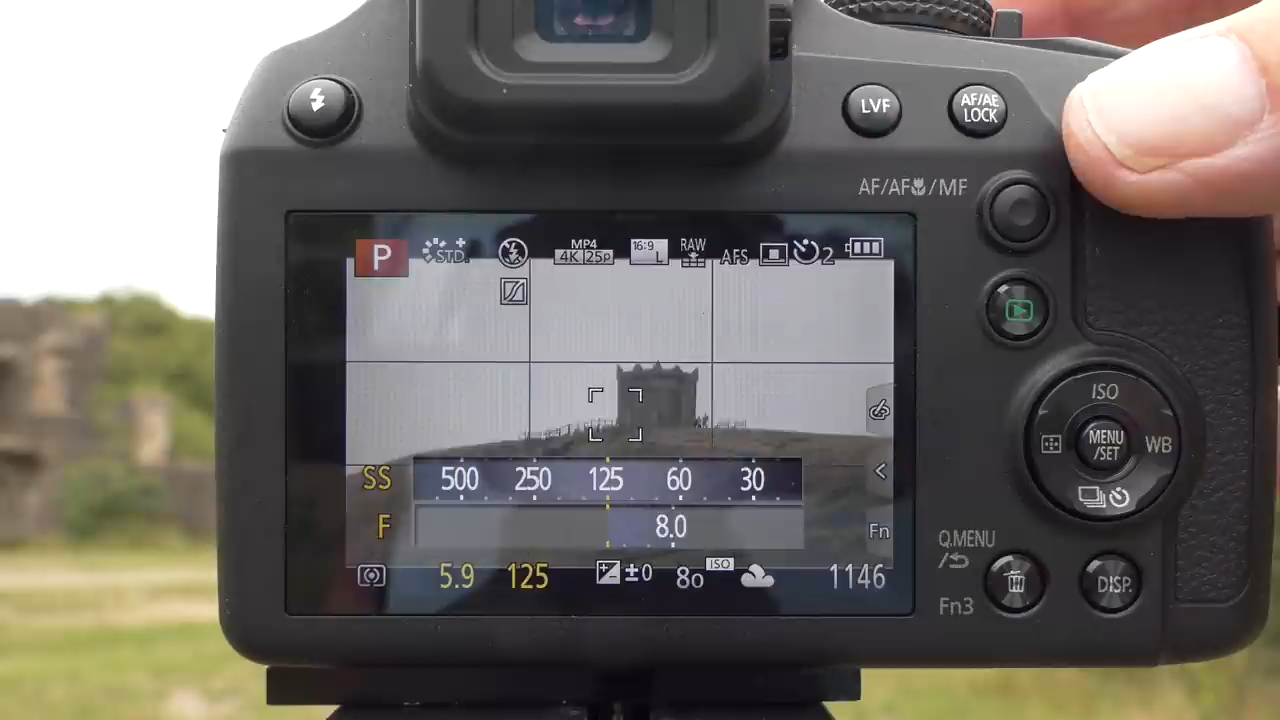 LVF
AF/AE
LOCK
AF/AF /MF
P
STD.
MP4
4K 25p
16:9
L
RAW
AFS
2
ISO
MENU
/SET
WB
SS 500 250 125 60 30
F 8.0
Fn
5.9 125 ±0 80 ISO 1146
Q.MENU
/
Fn3
DISP.